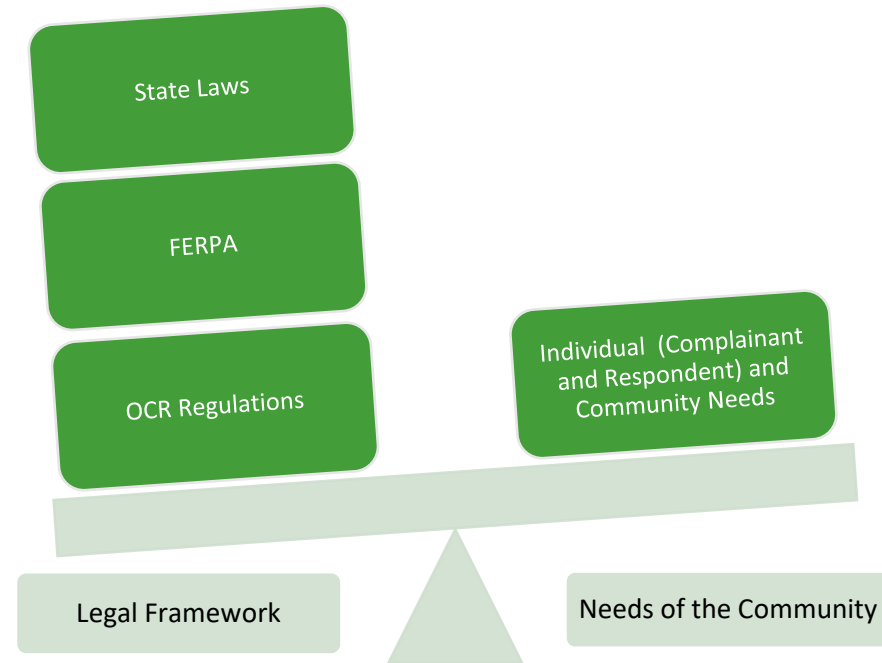 State Laws
FERPA
OCR Regulations
Individual (Complainant
and Respondent) and
Community Needs
Legal Framework
Needs of the Community